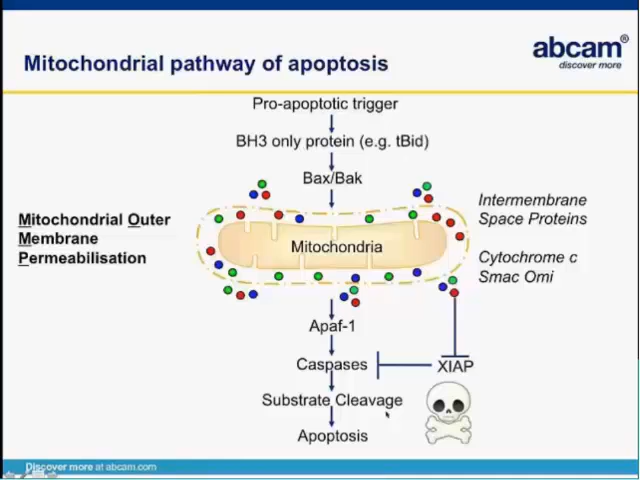 Mitochondrial pathway of apoptosis
abcam®
discover more
Pro-apoptotic trigger
BH3 only protein (e.g. tBid)
Bax/Bak
Mitochondrial Outer
Membrane
Permeabilisation
Mitochondria
Intermembrane
Space Proteins
Cytochrome c
Smac Omi
Apaf-1
Caspases
XIAP
Substrate Cleavage
Apoptosis
Discover more at abcam.com